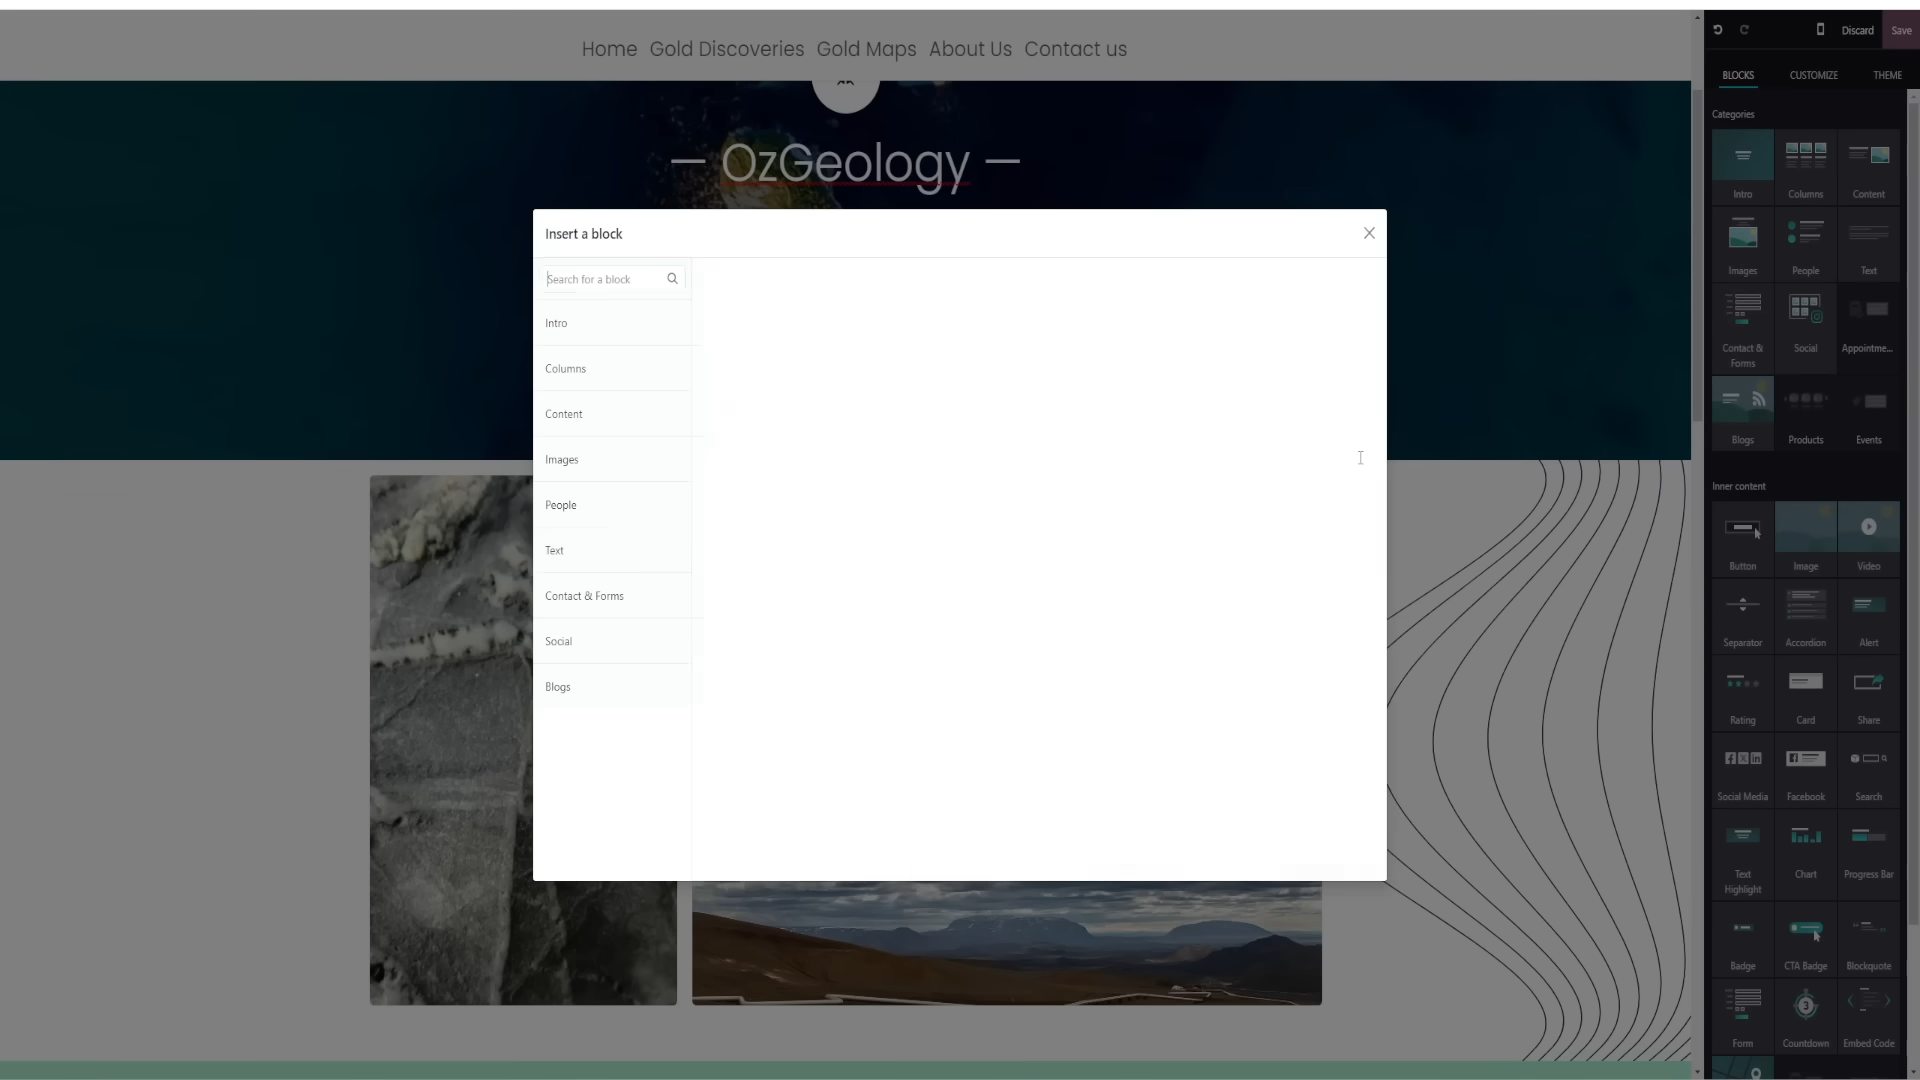 Home Gold Discoveries Gold Maps About Us Contact us
Discard Save
BLOCKS CUSTOMIZE THEME
— OzGeology —
Insert a block
Search for a block
Intro
Columns
Content
Images
People
Text
Contact & Forms
Social
Blogs
Categories
Intro Columns Content
Images People Text
Contact & Forms Social Appointme...
Blogs Products Events
Inner content
Button Image Video
Separator Accordion Alert
Rating Card Share
Social Media Facebook Search
Text Highlight Chart Progress Bar
Badge CTA Badge Blockquote
Form Countdown Embed Code